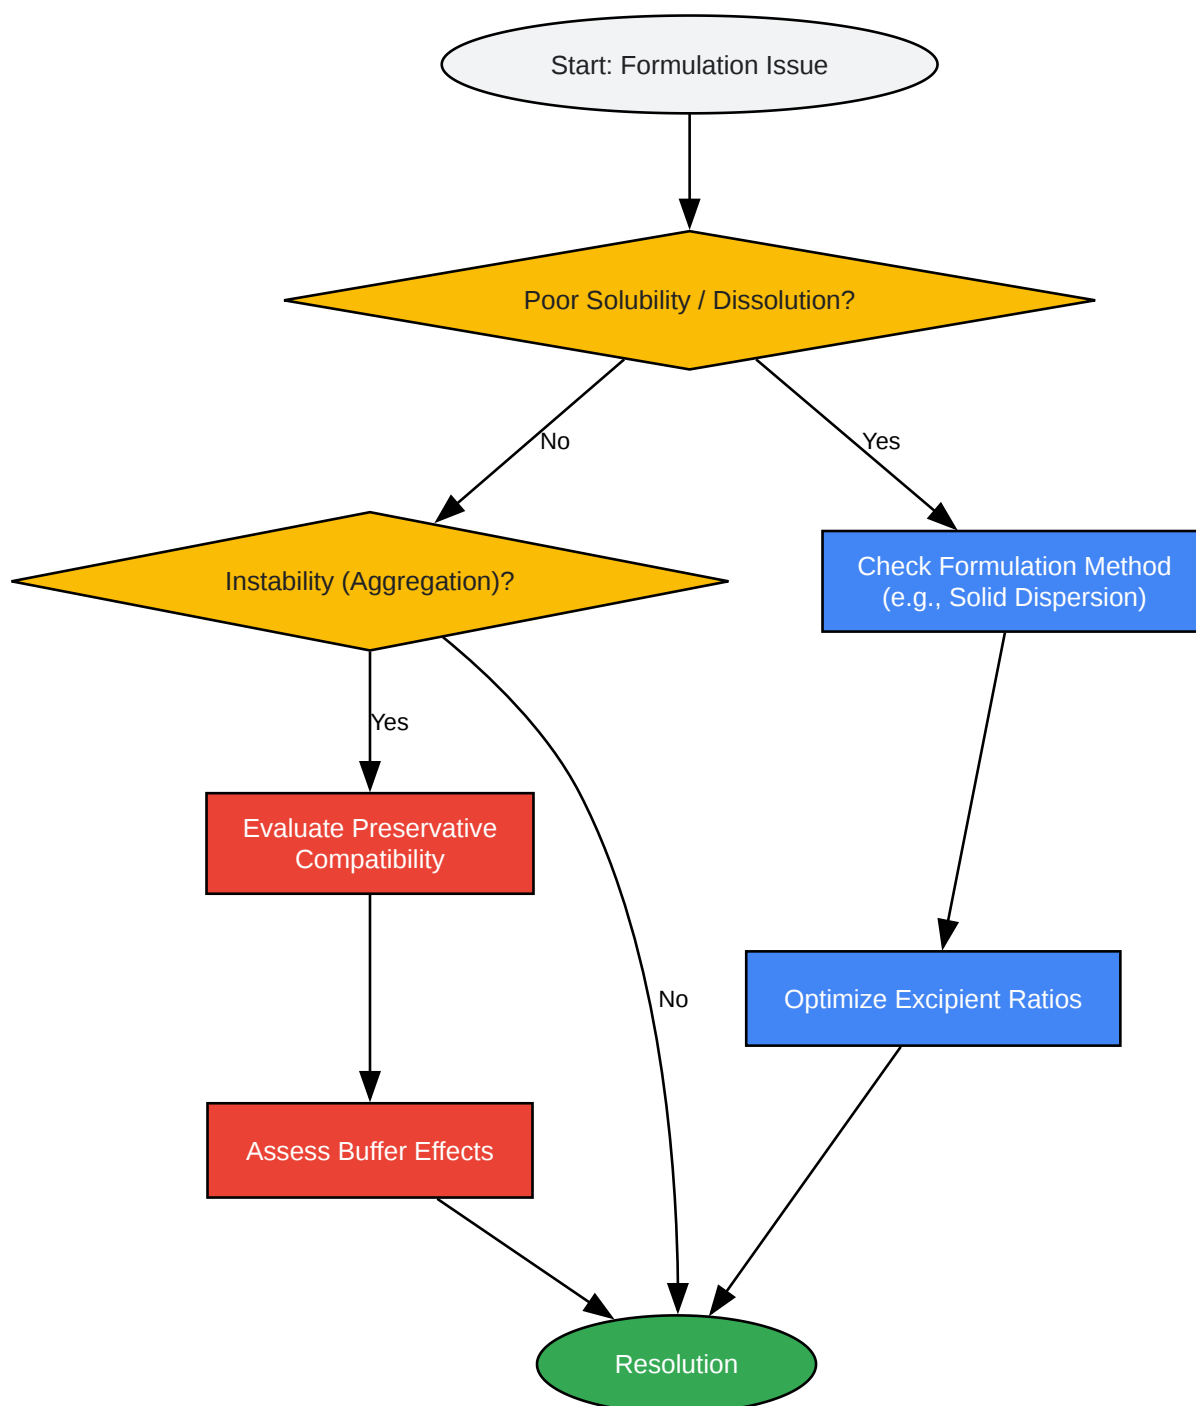 Start: Formulation Issue
Poor Solubility / Dissolution?
No
Yes
Instability (Aggregation)?
Check Formulation Method
(e.g., Solid Dispersion)
Yes
Evaluate Preservative
Compatibility
No
Optimize Excipient Ratios
Assess Buffer Effects
Resolution